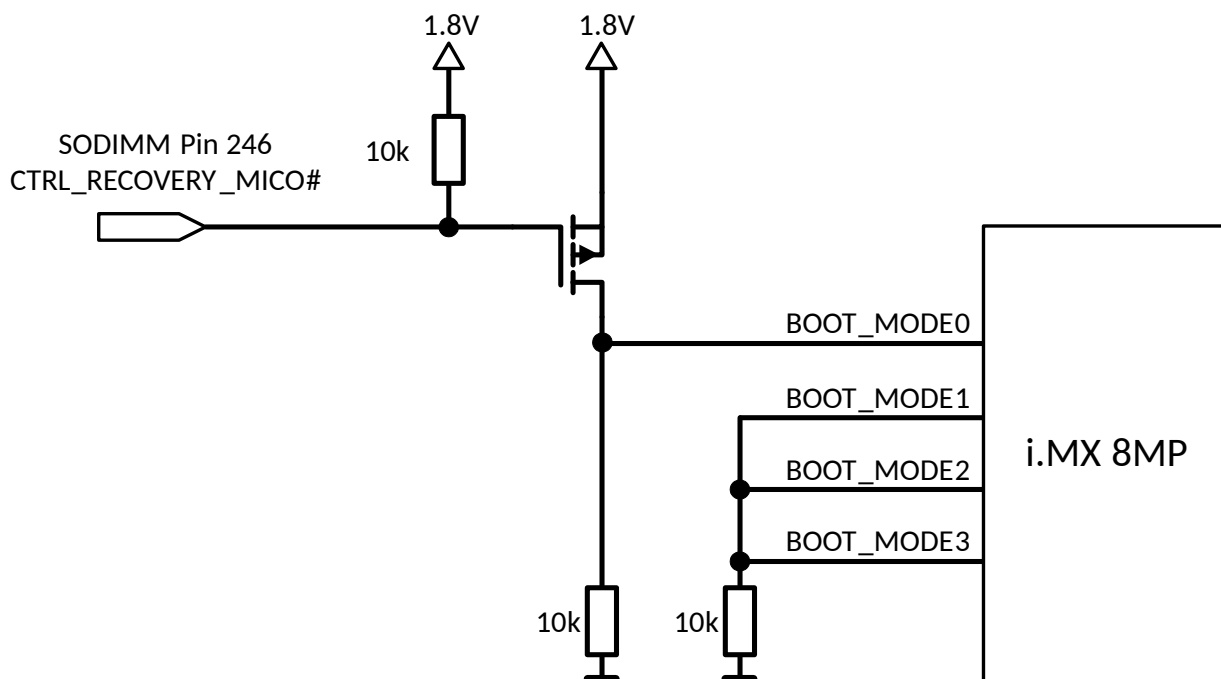 1.8V
1.8V
SODIMM Pin 246
CTRL_RECOVERY_MICO#
10k
BOOT_MODE0
BOOT_MODE1
BOOT_MODE2
BOOT_MODE3
i.MX 8MP
10k
10k